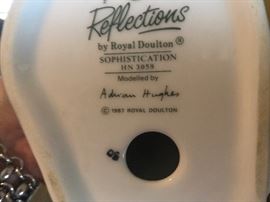 Reflections
by Royal Doulton®
SOPHISTICATION
HN 3059
Modelled by
Adrian Hughes
© 1987 ROYAL DOULTON